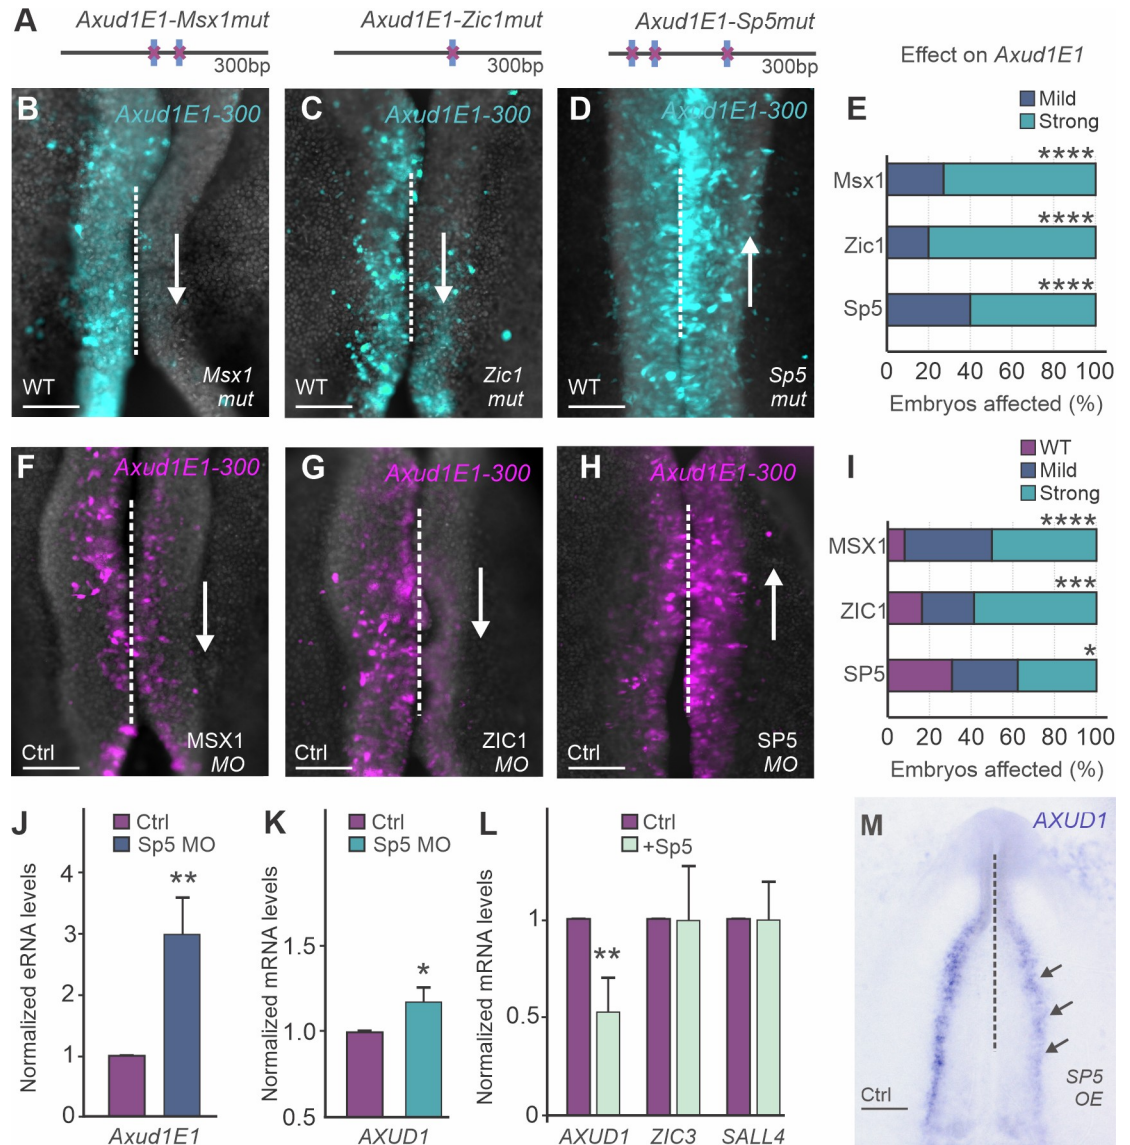 A
Axud1E1-Msx1mut
Axud1E1-Zic1mut
Axud1E1-Sp5mut
300bp
300bp
300bp
Effect on Axud1E1
B
Axud1E1-300
WT
Msx1
mut
C
Axud1E1-300
WT
Zic1
mut
D
Axud1E1-300
WT
Sp5
mut
E
Mild
Strong
Msx1
****
Zic1
****
Sp5
****
0 20 40 60 80 100
Embryos affected (%)
F
Axud1E1-300
Ctrl
MSX1
MO
G
Axud1E1-300
Ctrl
ZIC1
MO
H
Axud1E1-300
Ctrl
SP5
MO
I
WT
Mild
Strong
MSX1
****
ZIC1
***
SP5
*
0 20 40 60 80 100
Embryos affected (%)
J
Ctrl
Sp5 MO
Normalized eRNA levels
4
3
2
1
0
**
Axud1E1
K
Ctrl
Sp5 MO
Normalized mRNA levels
1.5
1.0
0.5
*
AXUD1
L
Ctrl
+Sp5
Normalized mRNA levels
1
0.5
0
**
AXUD1 ZIC3 SALL4
M
AXUD1
Ctrl
SP5
OE